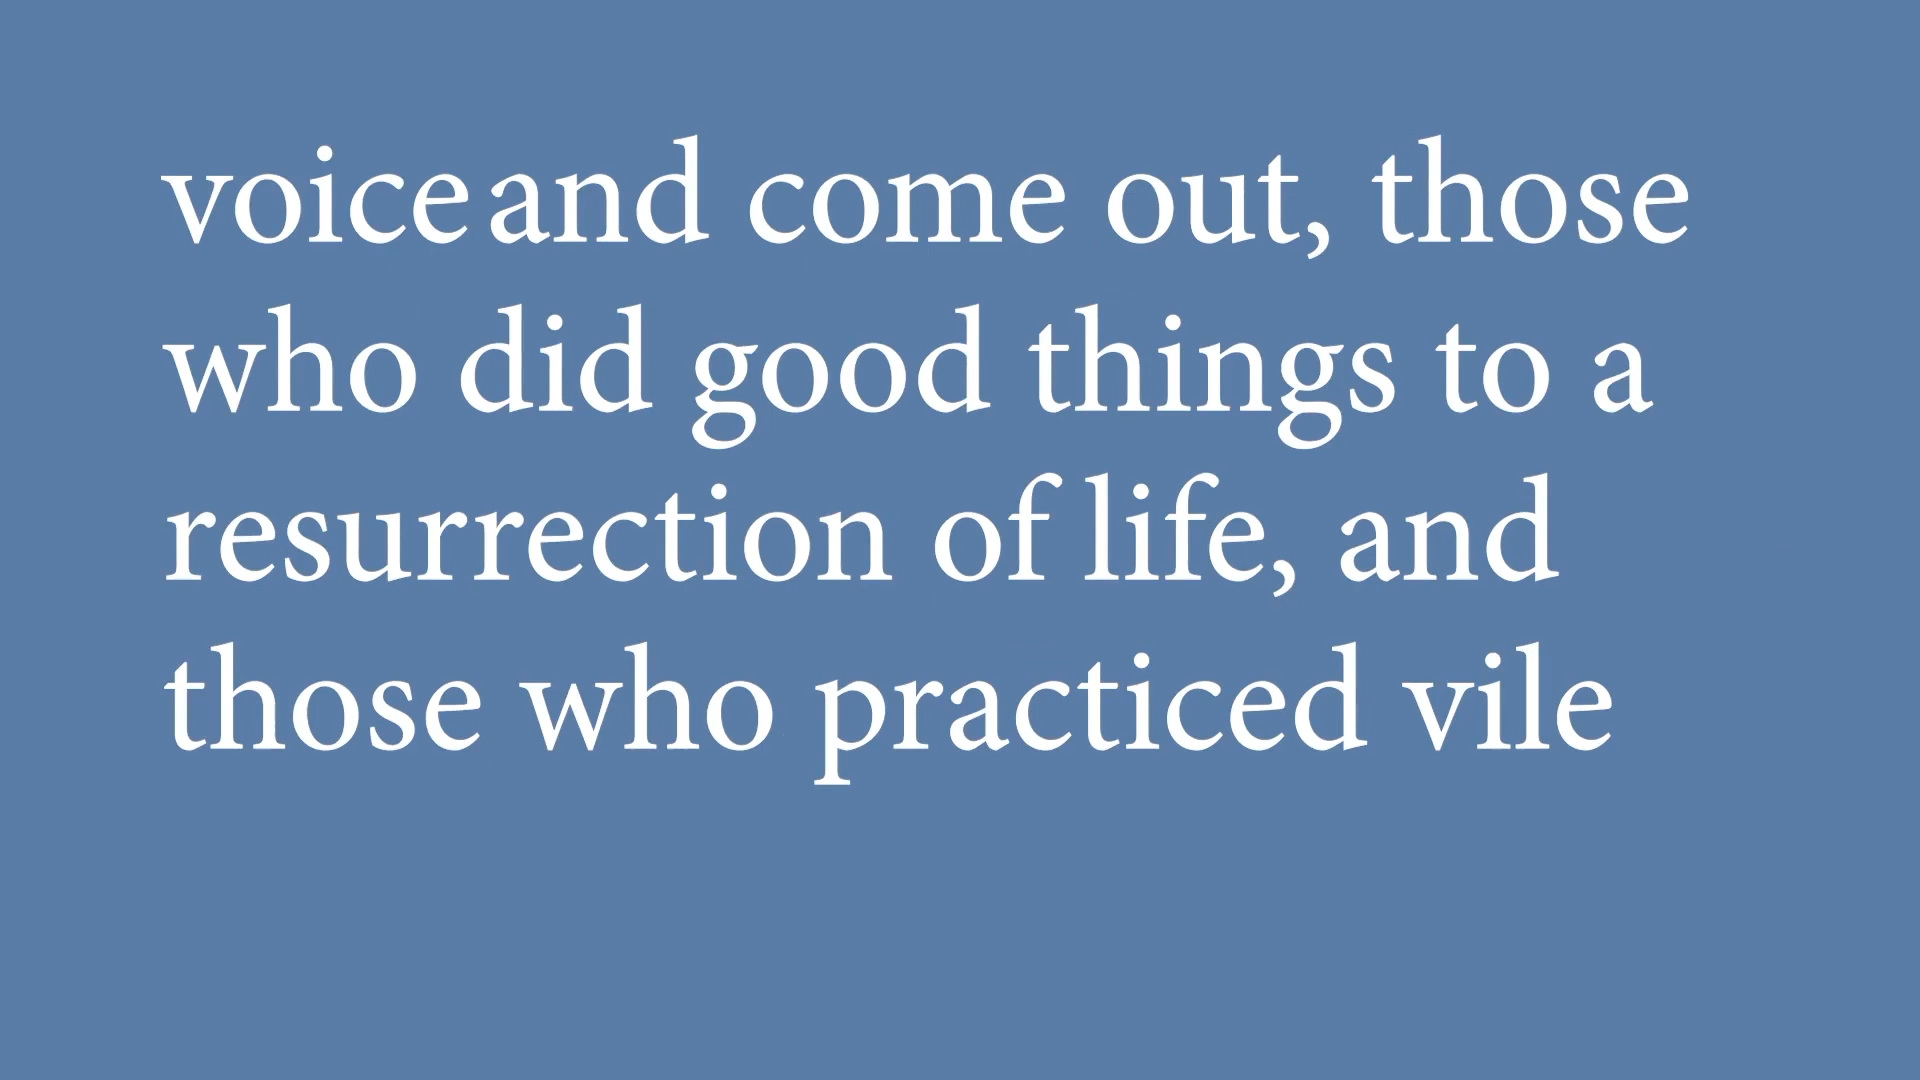 voice and come out, those
who did good things to a
resurrection of life, and
those who practiced vile